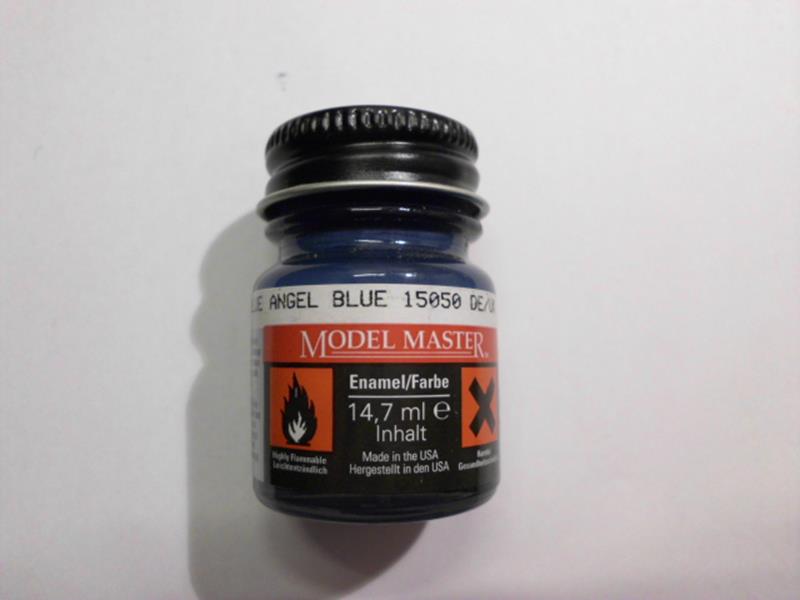 ANGEL BLUE 15050 DE/
MODEL MASTER
Enamel/Farbe
14,7 ml e
Inhalt
Highly Flammable
Leichtentzündlich
Made in the USA
Hergestellt in den USA